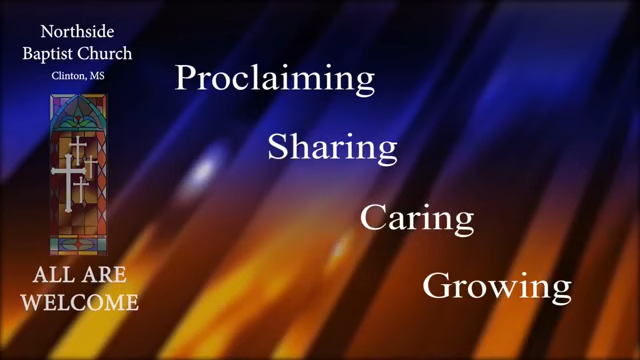 Northside
Baptist Church
Clinton, MS
ALL ARE
WELCOME
Proclaiming
Sharing
Caring
Growing